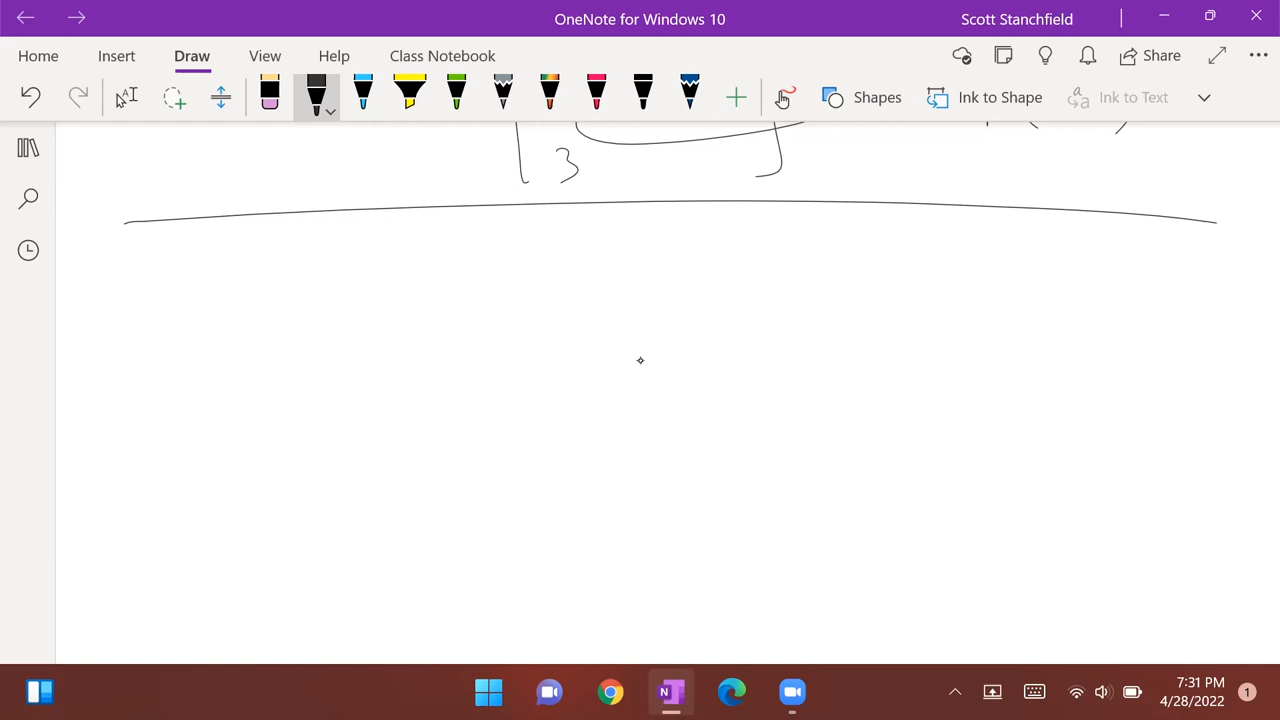 OneNote for Windows 10
Scott Stanchfield
Home Insert Draw View Help Class Notebook Share
Shapes Ink to Shape Ink to Text
3
7:31 PM
4/28/2022
1